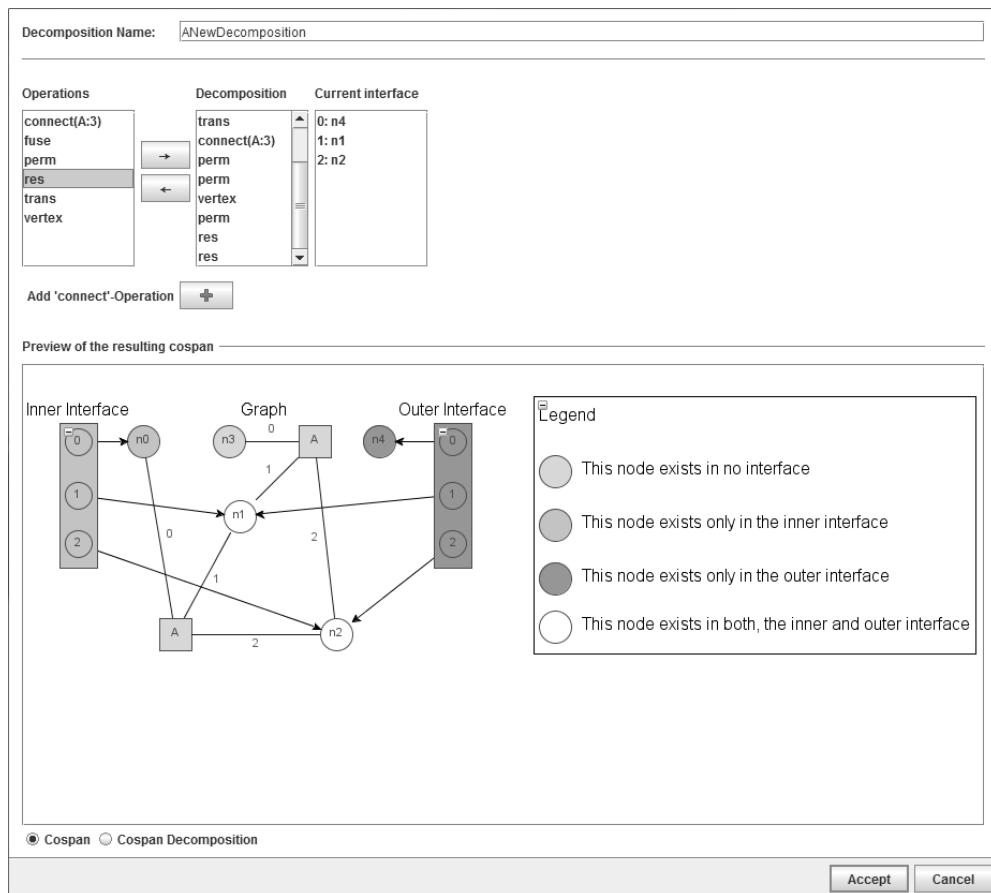 Decomposition Name: ANewDecomposition
Operations Decomposition Current interface
connect(A:3) trans 0: n4
fuse connect(A:3) 1: n1
perm → perm 2: n2
res ← perm
trans vertex
vertex perm
res
res
Add 'connect'-Operation +
Preview of the resulting cospan
Inner Interface Graph Outer Interface Legend
0 n0 n3 0 A n4 0
1
This node exists in no interface
1 n1 1
This node exists only in the inner interface
0 2
2 2
1
This node exists only in the outer interface
A 2 n2
This node exists in both, the inner and outer interface
Cospan Cospan Decomposition
Accept Cancel